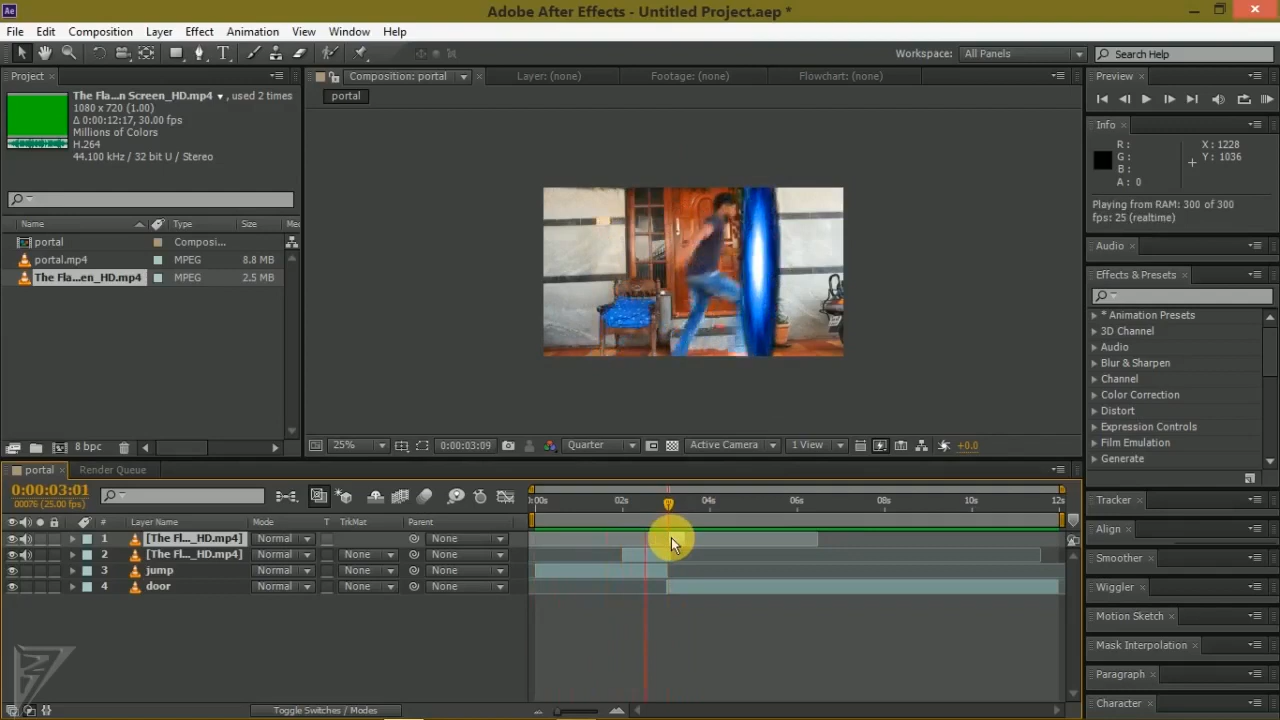 Adobe After Effects - Untitled Project.aep *
File Edit Composition Layer Effect Animation View Window Help
Workspace: All Panels Search Help
Project
The Fla...n Screen_HD.mp4 , used 2 times
1080 x 720 (1.00)
Δ 0:00:12:17, 30.00 fps
Millions of Colors
H.264
44.100 kHz / 32 bit U / Stereo
Name Type Size Me
portal Composi...
portal.mp4 MPEG 8.8 MB
The Fla...en_HD.mp4 MPEG 2.5 MB
8 bpc
Composition: portal Layer: (none) Footage: (none) Flowchart: (none)
portal
25% 0:00:03:09 Quarter Active Camera 1 View +0.0
Preview
Info
R : X : 1228
G : Y : 1036
B :
A : 0
Playing from RAM: 300 of 300
fps: 25 (realtime)
Audio
Effects & Presets
* Animation Presets
3D Channel
Audio
Blur & Sharpen
Channel
Color Correction
Distort
Expression Controls
Film Emulation
Generate
Tracker
Align
Smoother
Wiggler
Motion Sketch
Mask Interpolation
Paragraph
Character
portal Render Queue
0:00:03:01
00076 (25.00 fps)
:00s 02s 04s 06s 08s 10s 12s
# Layer Name Mode T TrkMat Parent
1 [The Fl..._HD.mp4] Normal None
2 [The Fl..._HD.mp4] Normal None None
3 jump Normal None None
4 door Normal None None
Toggle Switches / Modes